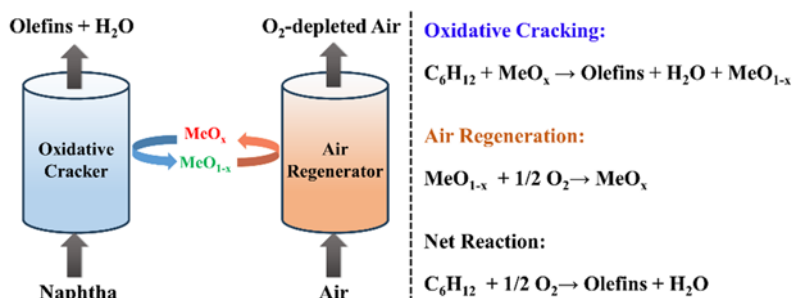 Olefins + H₂O
O₂-depleted Air
Oxidative
Cracker
MeOₓ
MeO₁₋ₓ
Air
Regenerator
Naphtha
Air
Oxidative Cracking:
C₆H₁₂ + MeOₓ → Olefins + H₂O + MeO₁₋ₓ
Air Regeneration:
MeO₁₋ₓ + 1/2 O₂→ MeOₓ
Net Reaction:
C₆H₁₂ + 1/2 O₂→ Olefins + H₂O